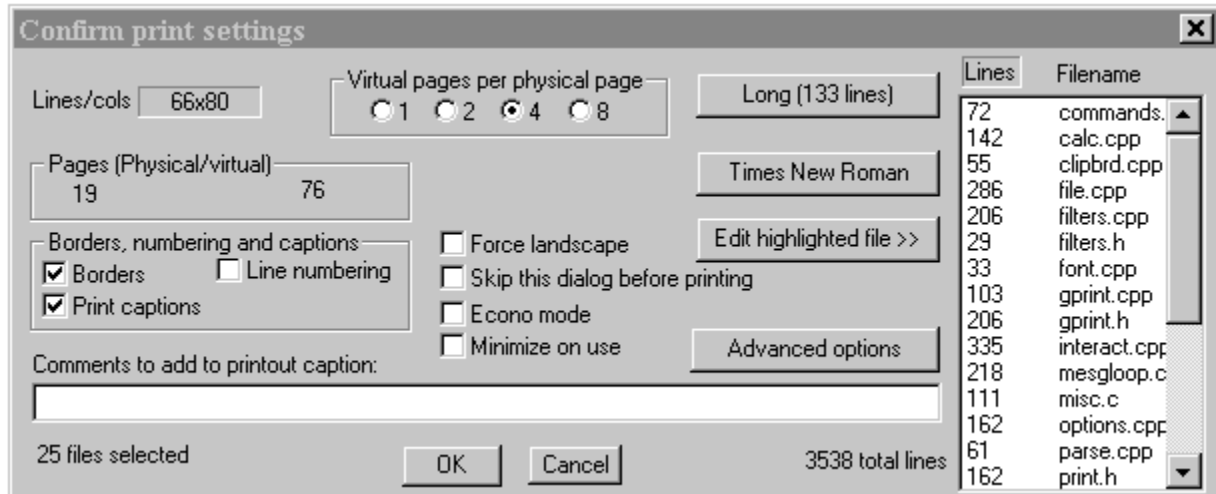 Confirm print settings
Lines/cols 66x80
Virtual pages per physical page
1 2 4 8
Long (133 lines)
Pages (Physical/virtual)
19 76
Times New Roman
Borders, numbering and captions
Borders Line numbering
Print captions
Force landscape
Skip this dialog before printing
Econo mode
Minimize on use
Edit highlighted file >>
Advanced options
Comments to add to printout caption:
25 files selected
OK
Cancel
3538 total lines
Lines Filename
72 commands.
142 calc.cpp
55 clipbrd.cpp
286 file.cpp
206 filters.cpp
29 filters.h
33 font.cpp
103 gprint.cpp
206 gprint.h
335 interact.cpp
218 mesgloop.c
111 misc.c
162 options.cpp
61 parse.cpp
162 print.h